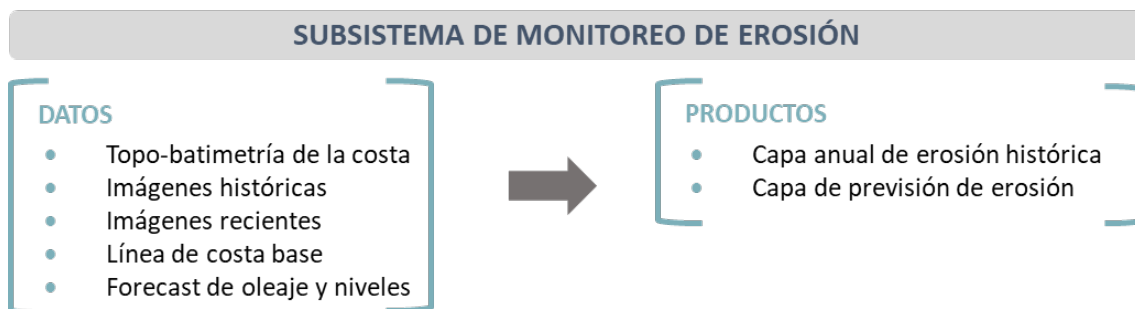 SUBSISTEMA DE MONITOREO DE EROSIÓN
DATOS
• Topo-batimetría de la costa
• Imágenes históricas
• Imágenes recientes
• Línea de costa base
• Forecast de oleaje y niveles
PRODUCTOS
• Capa anual de erosión histórica
• Capa de previsión de erosión